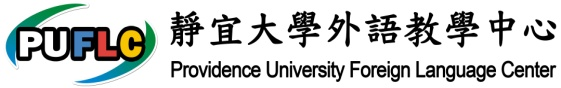 PUFLC
靜宜大學外語教學中心
Providence University Foreign Language Center